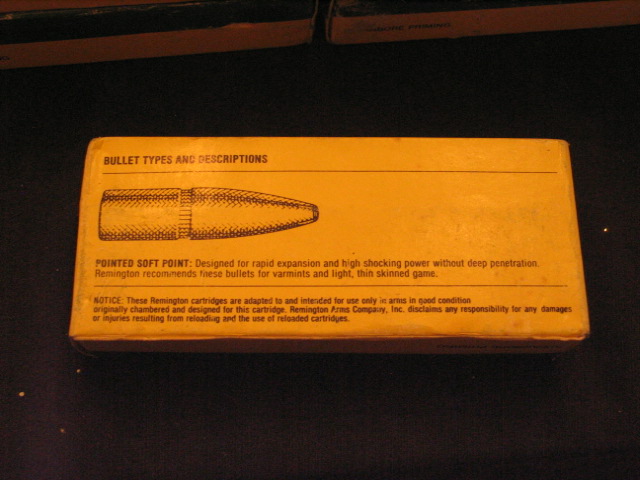 BULLET TYPES AND DESCRIPTIONS
POINTED SOFT POINT: Designed for rapid expansion and high shocking power without deep penetration.
Remington recommends these bullets for varmints and light, thin skinned game.
NOTICE: These Remington cartridges are adapted to and intended for use only in arms in good condition
originally chambered and designed for this cartridge. Remington Arms Company, Inc. disclaims any responsibility for any damages
or injuries resulting from reloading and the use of reloaded cartridges.